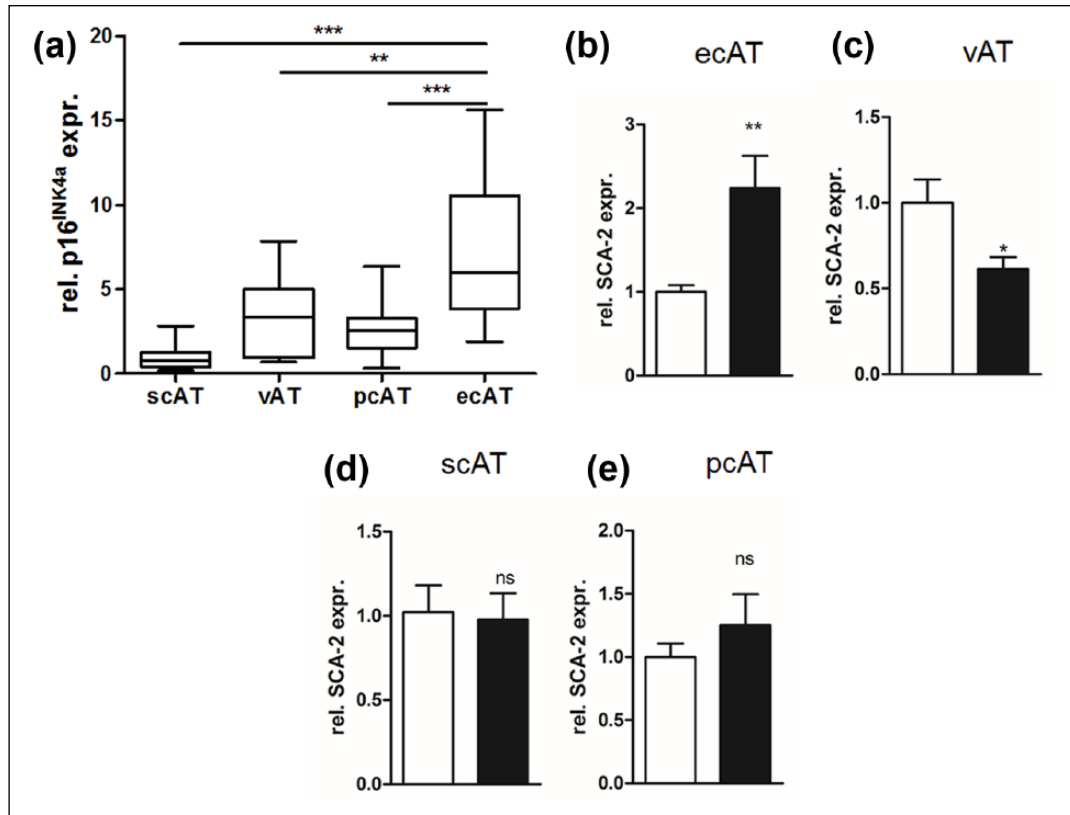 (a)
rel. p16INK4a expr.
20
15
10
5
0
***
**
***
scAT vAT pcAT ecAT
(b)
ecAT
rel. SCA-2 expr.
3
2
1
0
**
(c)
vAT
rel. SCA-2 expr.
1.5
1.0
0.5
0.0
*
(d)
scAT
rel. SCA-2 expr.
1.5
1.0
0.5
0.0
ns
(e)
pcAT
rel. SCA-2 expr.
2.0
1.5
1.0
0.5
0.0
ns